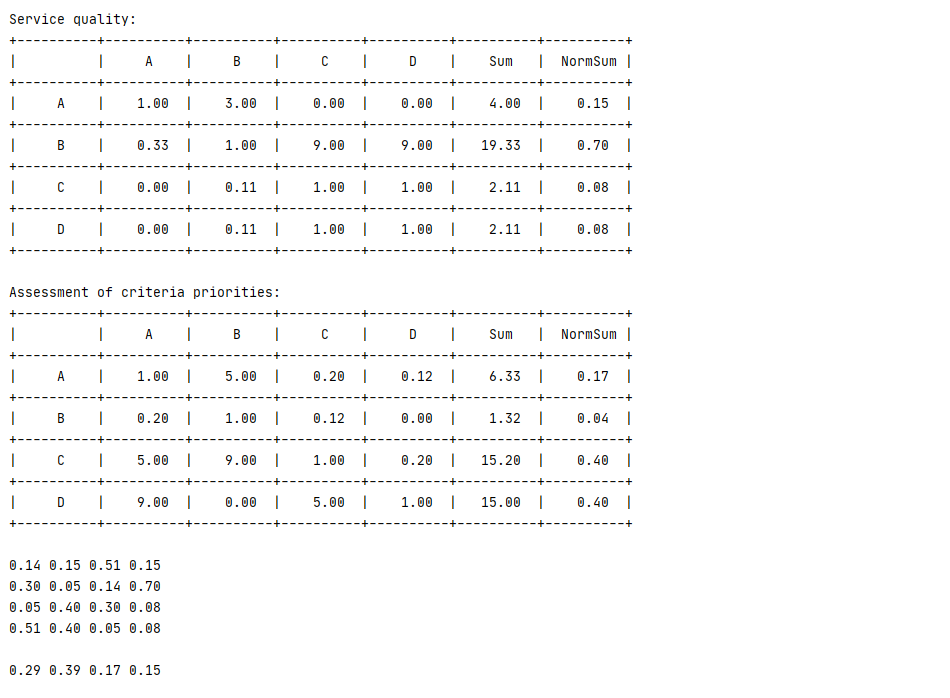 Service quality:
+----------+----------+----------+----------+----------+----------+----------+
|          |     A    |     B    |     C    |     D    |    Sum   |  NormSum |
+----------+----------+----------+----------+----------+----------+----------+
|     A    |    1.00  |    3.00  |    0.00  |    0.00  |    4.00  |    0.15  |
+----------+----------+----------+----------+----------+----------+----------+
|     B    |    0.33  |    1.00  |    9.00  |    9.00  |   19.33  |    0.70  |
+----------+----------+----------+----------+----------+----------+----------+
|     C    |    0.00  |    0.11  |    1.00  |    1.00  |    2.11  |    0.08  |
+----------+----------+----------+----------+----------+----------+----------+
|     D    |    0.00  |    0.11  |    1.00  |    1.00  |    2.11  |    0.08  |
+----------+----------+----------+----------+----------+----------+----------+
Assessment of criteria priorities:
+----------+----------+----------+----------+----------+----------+----------+
|          |     A    |     B    |     C    |     D    |    Sum   |  NormSum |
+----------+----------+----------+----------+----------+----------+----------+
|     A    |    1.00  |    5.00  |    0.20  |    0.12  |    6.33  |    0.17  |
+----------+----------+----------+----------+----------+----------+----------+
|     B    |    0.20  |    1.00  |    0.12  |    0.00  |    1.32  |    0.04  |
+----------+----------+----------+----------+----------+----------+----------+
|     C    |    5.00  |    9.00  |    1.00  |    0.20  |   15.20  |    0.40  |
+----------+----------+----------+----------+----------+----------+----------+
|     D    |    9.00  |    0.00  |    5.00  |    1.00  |   15.00  |    0.40  |
+----------+----------+----------+----------+----------+----------+----------+
0.14 0.15 0.51 0.15
0.30 0.05 0.14 0.70
0.05 0.40 0.30 0.08
0.51 0.40 0.05 0.08
0.29 0.39 0.17 0.15